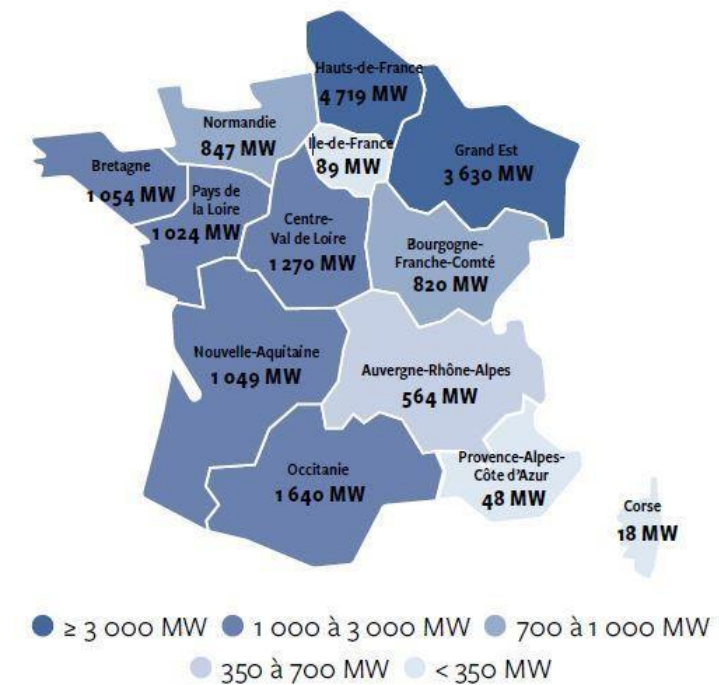 Hauts-de-France
4 719 MW
Normandie
847 MW
Ile-de-France
89 MW
Grand Est
3 630 MW
Bretagne
1 054 MW
Pays de
la Loire
1 024 MW
Centre-
Val de Loire
1 270 MW
Bourgogne-
Franche-Comté
820 MW
Nouvelle-Aquitaine
1 049 MW
Auvergne-Rhône-Alpes
564 MW
Occitanie
1 640 MW
Provence-Alpes-
Côte d'Azur
48 MW
Corse
18 MW
≥ 3 000 MW 1 000 à 3 000 MW 700 à 1 000 MW
350 à 700 MW < 350 MW